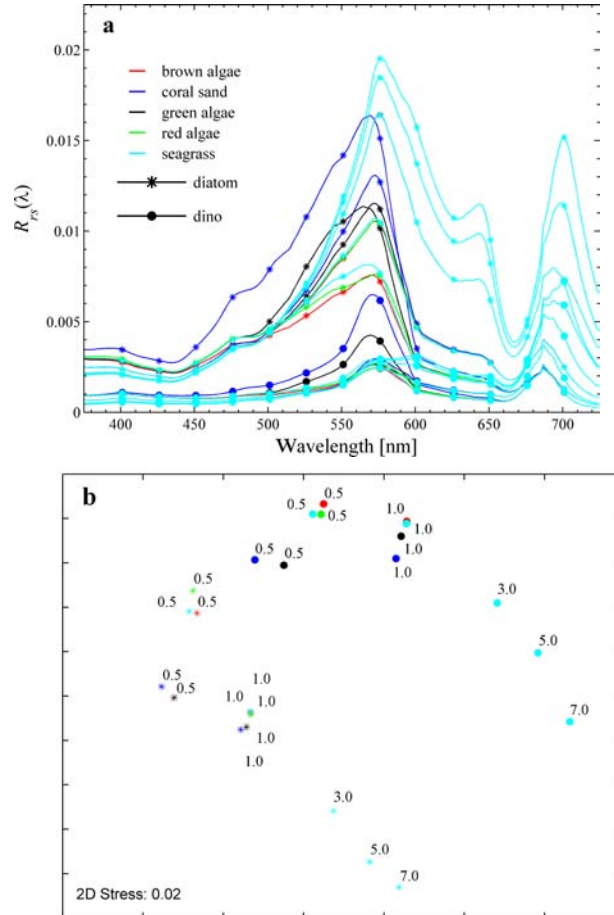 a
0.02
0.015
0.01
0.005
0
R_rs(λ)
brown algae
coral sand
green algae
red algae
seagrass
diatom
dino
400 450 500 550 600 650 700
Wavelength [nm]
b
0.5
0.5
0.5
1.0
1.0
0.5
0.5
1.0
1.0
0.5
0.5
0.5
3.0
5.0
0.5
0.5
1.0
1.0
1.0
7.0
1.0
1.0
3.0
5.0
7.0
2D Stress: 0.02